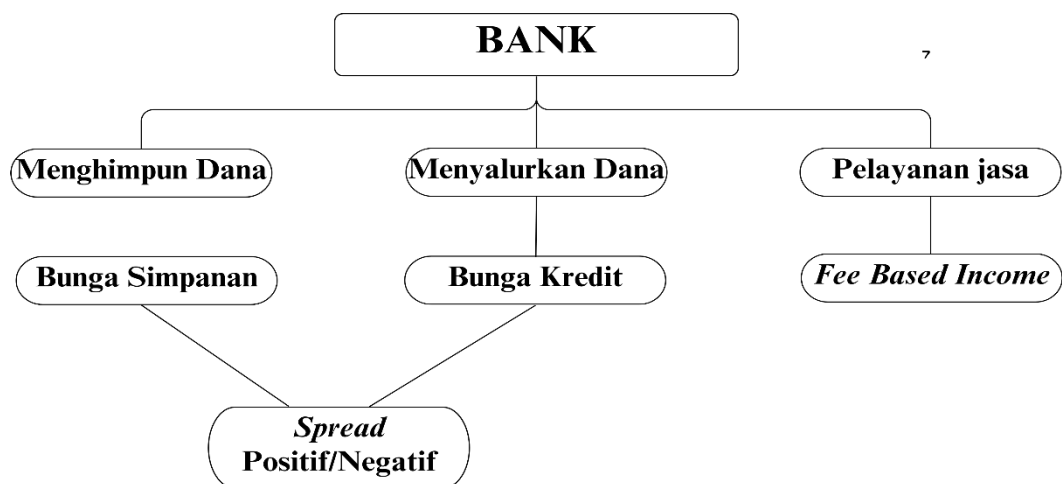 BANK
7
Menghimpun Dana
Menyalurkan Dana
Pelayanan jasa
Bunga Simpanan
Bunga Kredit
Fee Based Income
Spread
Positif/Negatif